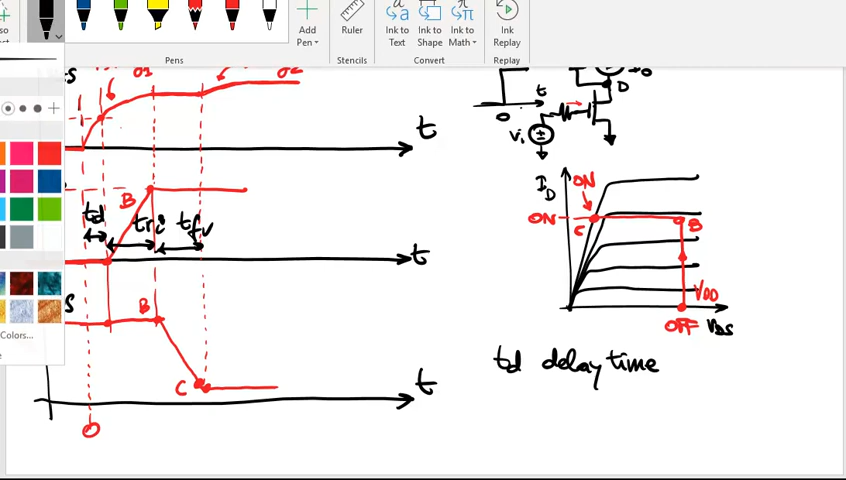 Add
Pen
Ruler
Ink to
Text
Ink to
Shape
Ink to
Math
Ink
Replay
Pens
Stencils
Convert
Replay
t
B
td
tri
tfv
t
B
C
t
0
D
t
0
Vi
ID
ON
ON
C
B
VDD
OFF VDS
td delay time
Colors...